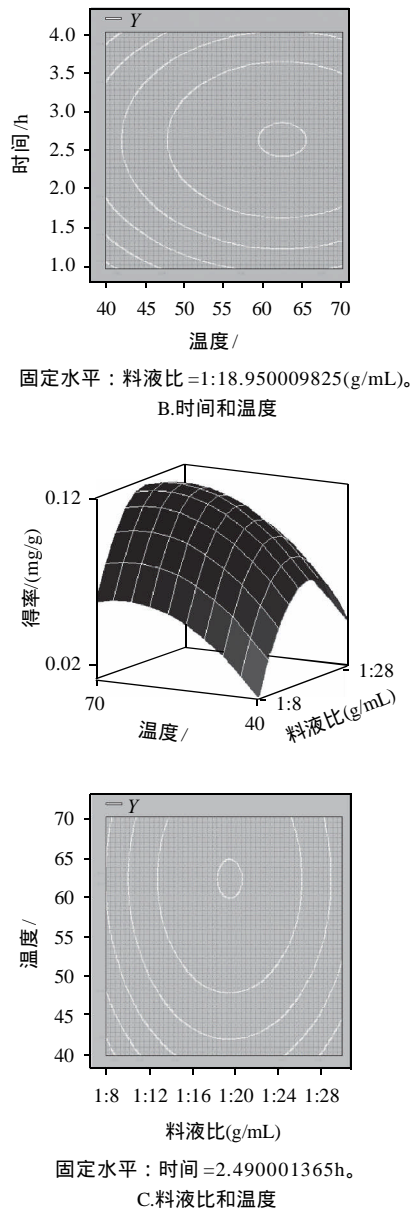 Y
4.0
3.5
3.0
2.5
2.0
1.5
1.0
时间/h
40 45 50 55 60 65 70
温度/
固定水平：料液比=1:18.950009825(g/mL)。
B.时间和温度
0.12
得率/(mg/g)
0.02
70
温度/
40
1:8
料液比(g/mL)
1:28
Y
70
65
60
55
50
45
40
温度/
1:8 1:12 1:16 1:20 1:24 1:28
料液比(g/mL)
固定水平：时间=2.490001365h。
C.料液比和温度